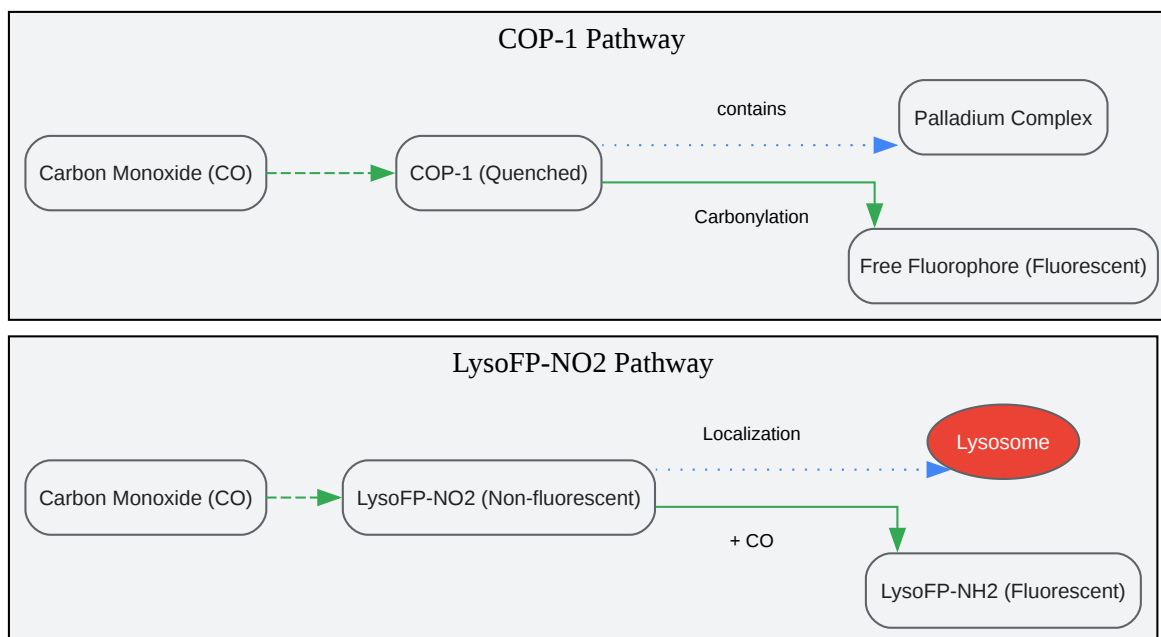 COP-1 Pathway
contains
Palladium Complex
Carbon Monoxide (CO)
COP-1 (Quenched)
Carbonylation
Free Fluorophore (Fluorescent)
LysoFP-NO2 Pathway
Localization
Lysosome
Carbon Monoxide (CO)
LysoFP-NO2 (Non-fluorescent)
+ CO
LysoFP-NH2 (Fluorescent)